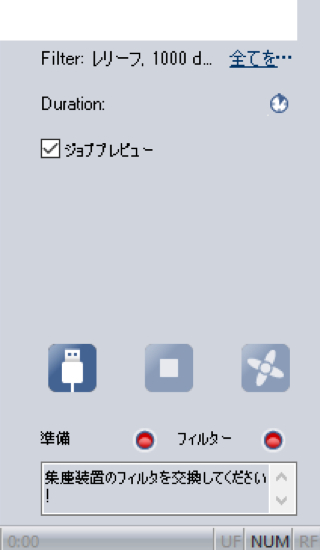 Filter: レリーフ, 1000 d... 全てを…
Duration:
ジョブプレビュー
準備 フィルター
集座装置のフィルタを交換してください
!
0:00 UF NUM RF